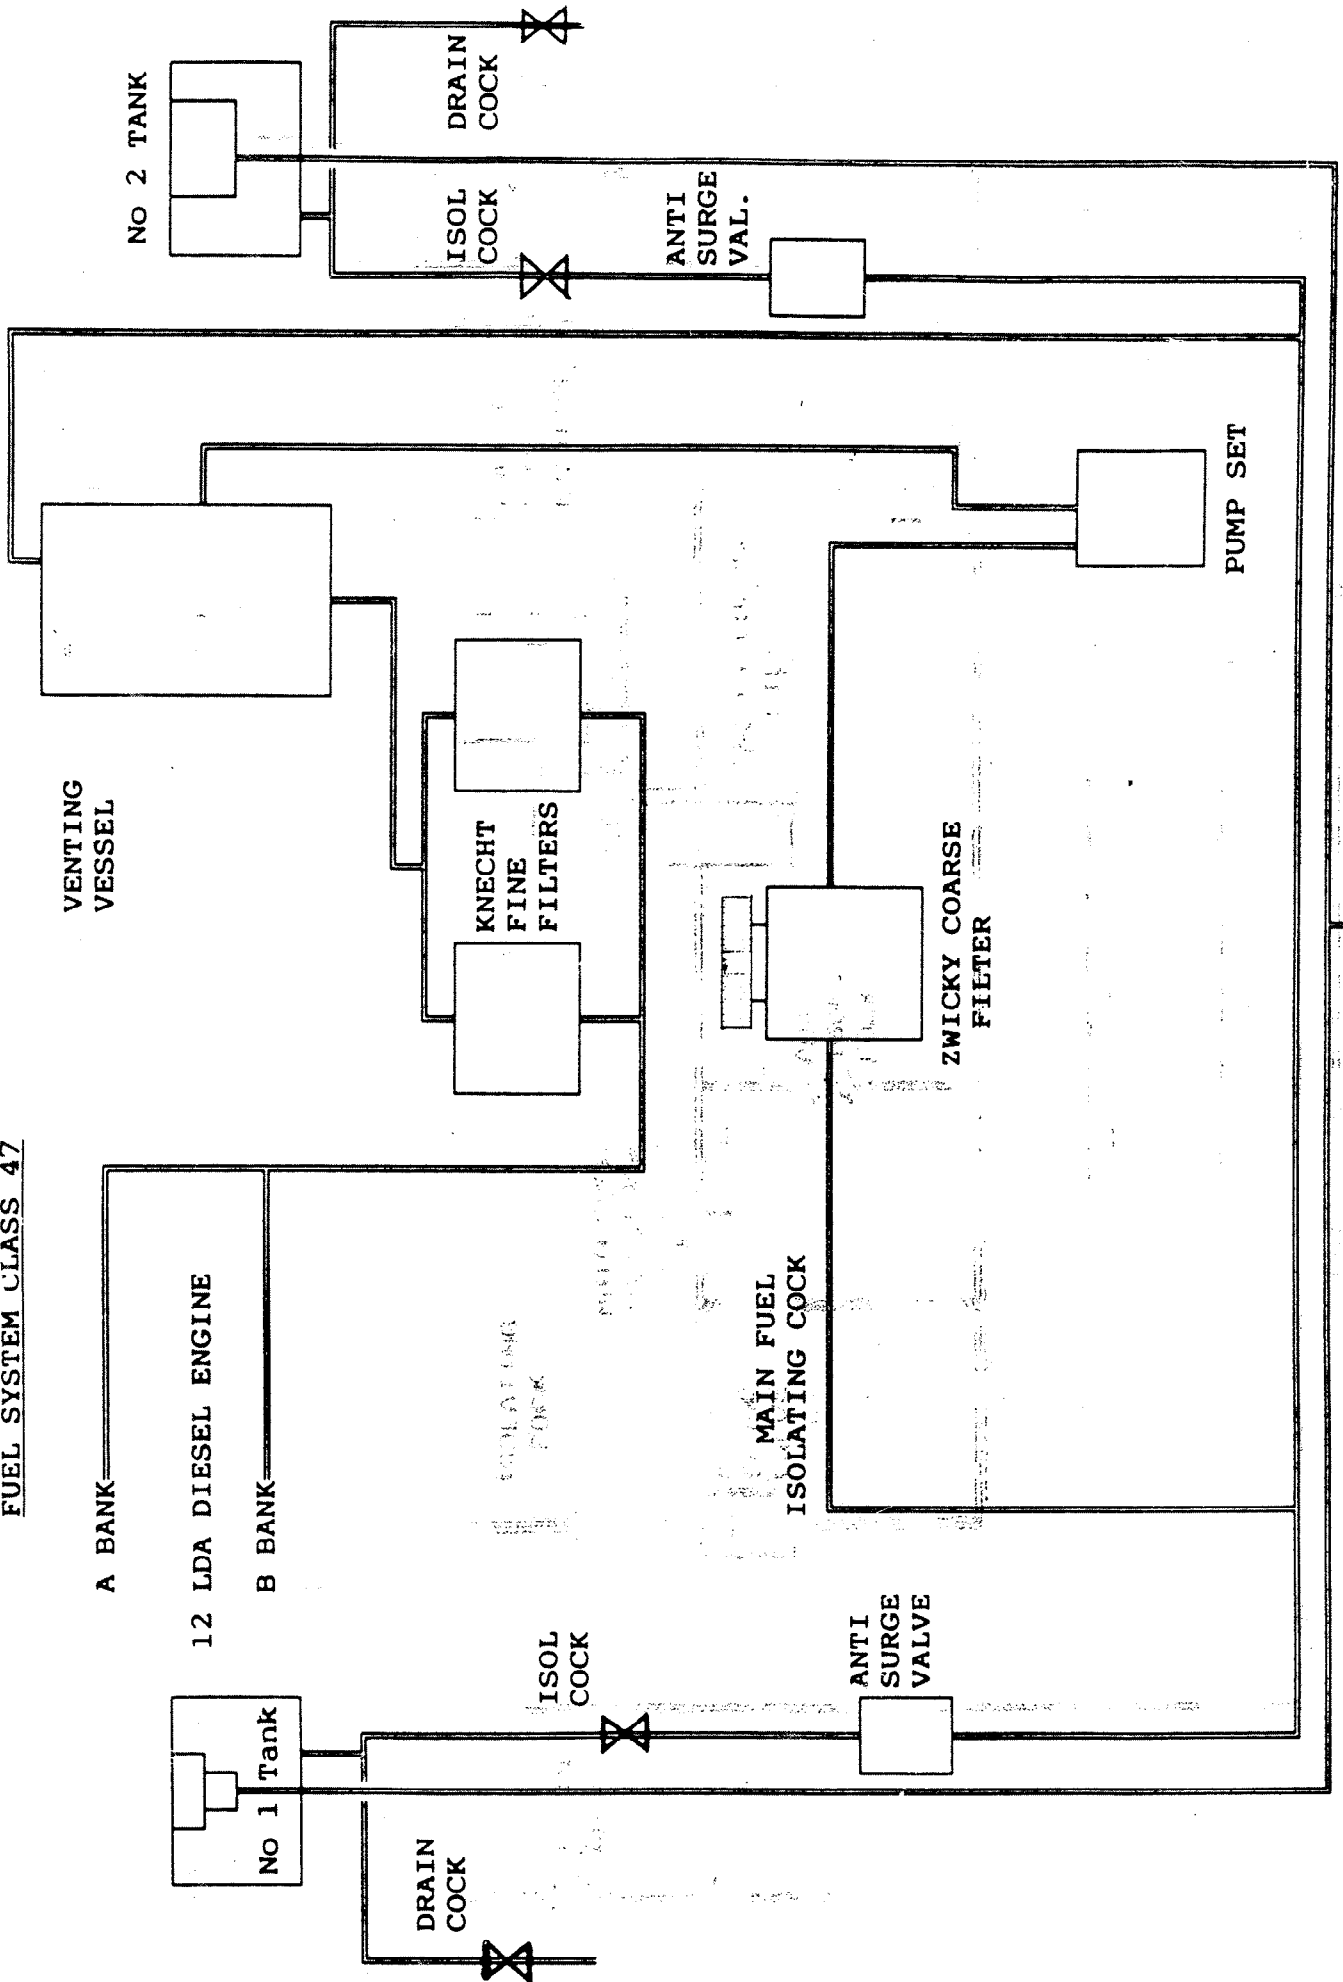 FUEL SYSTEM CLASS 47
A BANK
12 LDA DIESEL ENGINE
B BANK
No 1 Tank
DRAIN
COCK
ISOL
COCK
ANTI
SURGE
VALVE
MAIN FUEL
ISOLATING COCK
ZWICKY COARSE
FILTER
KNECHT
FINE
FILTERS
VENTING
VESSEL
PUMP SET
No 2 TANK
ISOL
COCK
DRAIN
COCK
ANTI
SURGE
VAL.